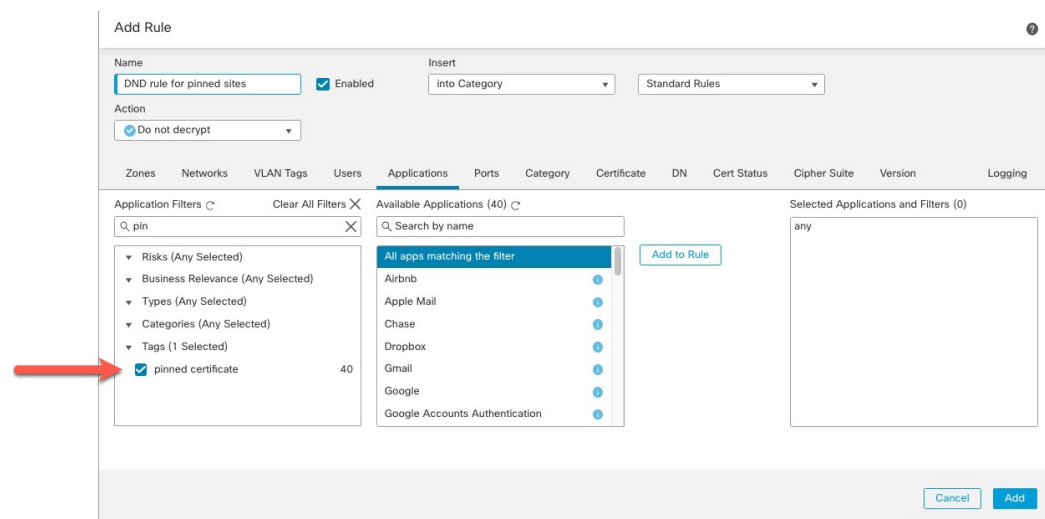 Add Rule
Name
Insert
DND rule for pinned sites
Enabled
into Category
Standard Rules
Action
Do not decrypt
Zones Networks VLAN Tags Users Applications Ports Category Certificate DN Cert Status Cipher Suite Version Logging
Application Filters Clear All Filters Available Applications (40) Selected Applications and Filters (0)
pin
Search by name
any
Risks (Any Selected)
Business Relevance (Any Selected)
Types (Any Selected)
Categories (Any Selected)
Tags (1 Selected)
pinned certificate 40
All apps matching the filter
Airbnb
Apple Mail
Chase
Dropbox
Gmail
Google
Google Accounts Authentication
Add to Rule
Cancel
Add